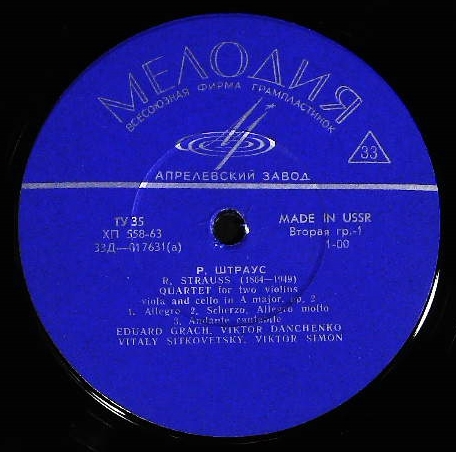 МЕЛОДИЯ
ВСЕСОЮЗНАЯ ФИРМА ГРАМПЛАСТИНОК
33
АПРЕЛЕВСКИЙ ЗАВОД
ТУ 35
ХП 558-63
33Д—017631(а)
MADE IN USSR
Вторая гр.-1
1-00
Р. ШТРАУС
R. STRAUSS (1864—1949)
QUARTET for two violins
viola and cello in A major, op. 2
1. Allegro 2. Scherzo. Allegro molto
3. Andante cantabile
EDUARD GRACH, VIKTOR DANCHENKO
VITALY SITKOVETSKY, VIKTOR SIMON